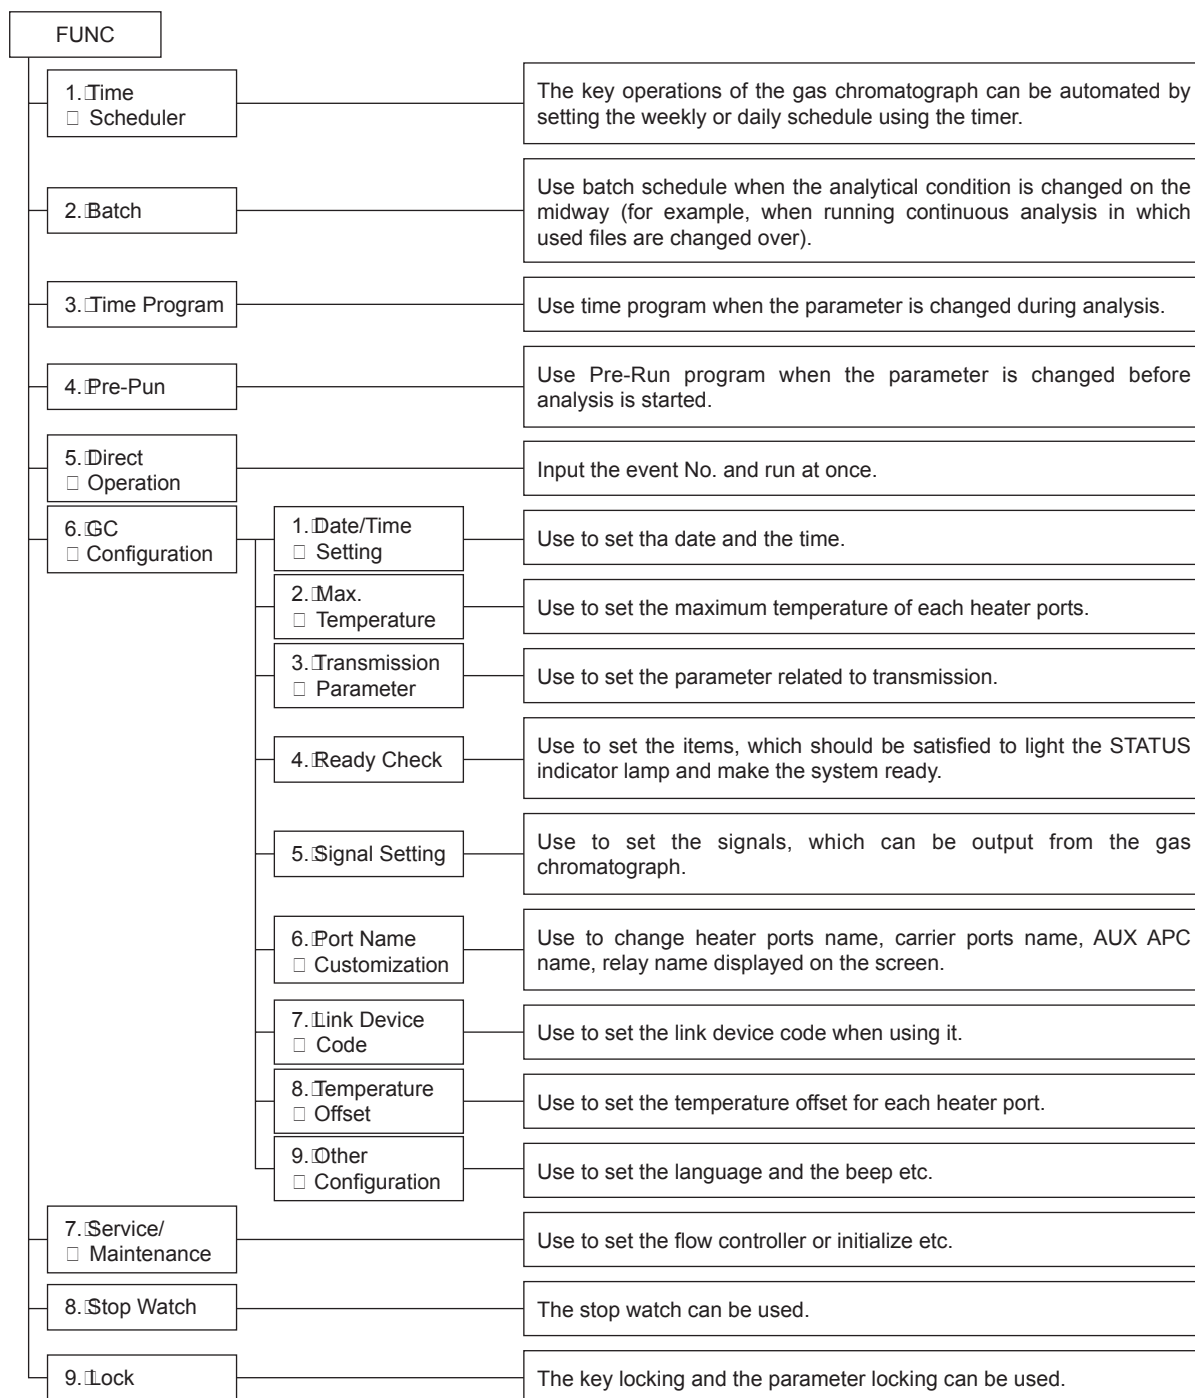 FUNC
1. Time
□ Scheduler
The key operations of the gas chromatograph can be automated by
setting the weekly or daily schedule using the timer.
2. Batch
Use batch schedule when the analytical condition is changed on the
midway (for example, when running continuous analysis in which
used files are changed over).
3. Time Program
Use time program when the parameter is changed during analysis.
4. Pre-Pun
Use Pre-Run program when the parameter is changed before
analysis is started.
5. Direct
□ Operation
Input the event No. and run at once.
6. GC
□ Configuration
1. Date/Time
□ Setting
Use to set tha date and the time.
2. Max.
□ Temperature
Use to set the maximum temperature of each heater ports.
3. Transmission
□ Parameter
Use to set the parameter related to transmission.
4. Ready Check
Use to set the items, which should be satisfied to light the STATUS
indicator lamp and make the system ready.
5. Signal Setting
Use to set the signals, which can be output from the gas
chromatograph.
6. Port Name
□ Customization
Use to change heater ports name, carrier ports name, AUX APC
name, relay name displayed on the screen.
7. Link Device
□ Code
Use to set the link device code when using it.
8. Temperature
□ Offset
Use to set the temperature offset for each heater port.
9. Other
□ Configuration
Use to set the language and the beep etc.
7. Service/
□ Maintenance
Use to set the flow controller or initialize etc.
8. Stop Watch
The stop watch can be used.
9. Lock
The key locking and the parameter locking can be used.